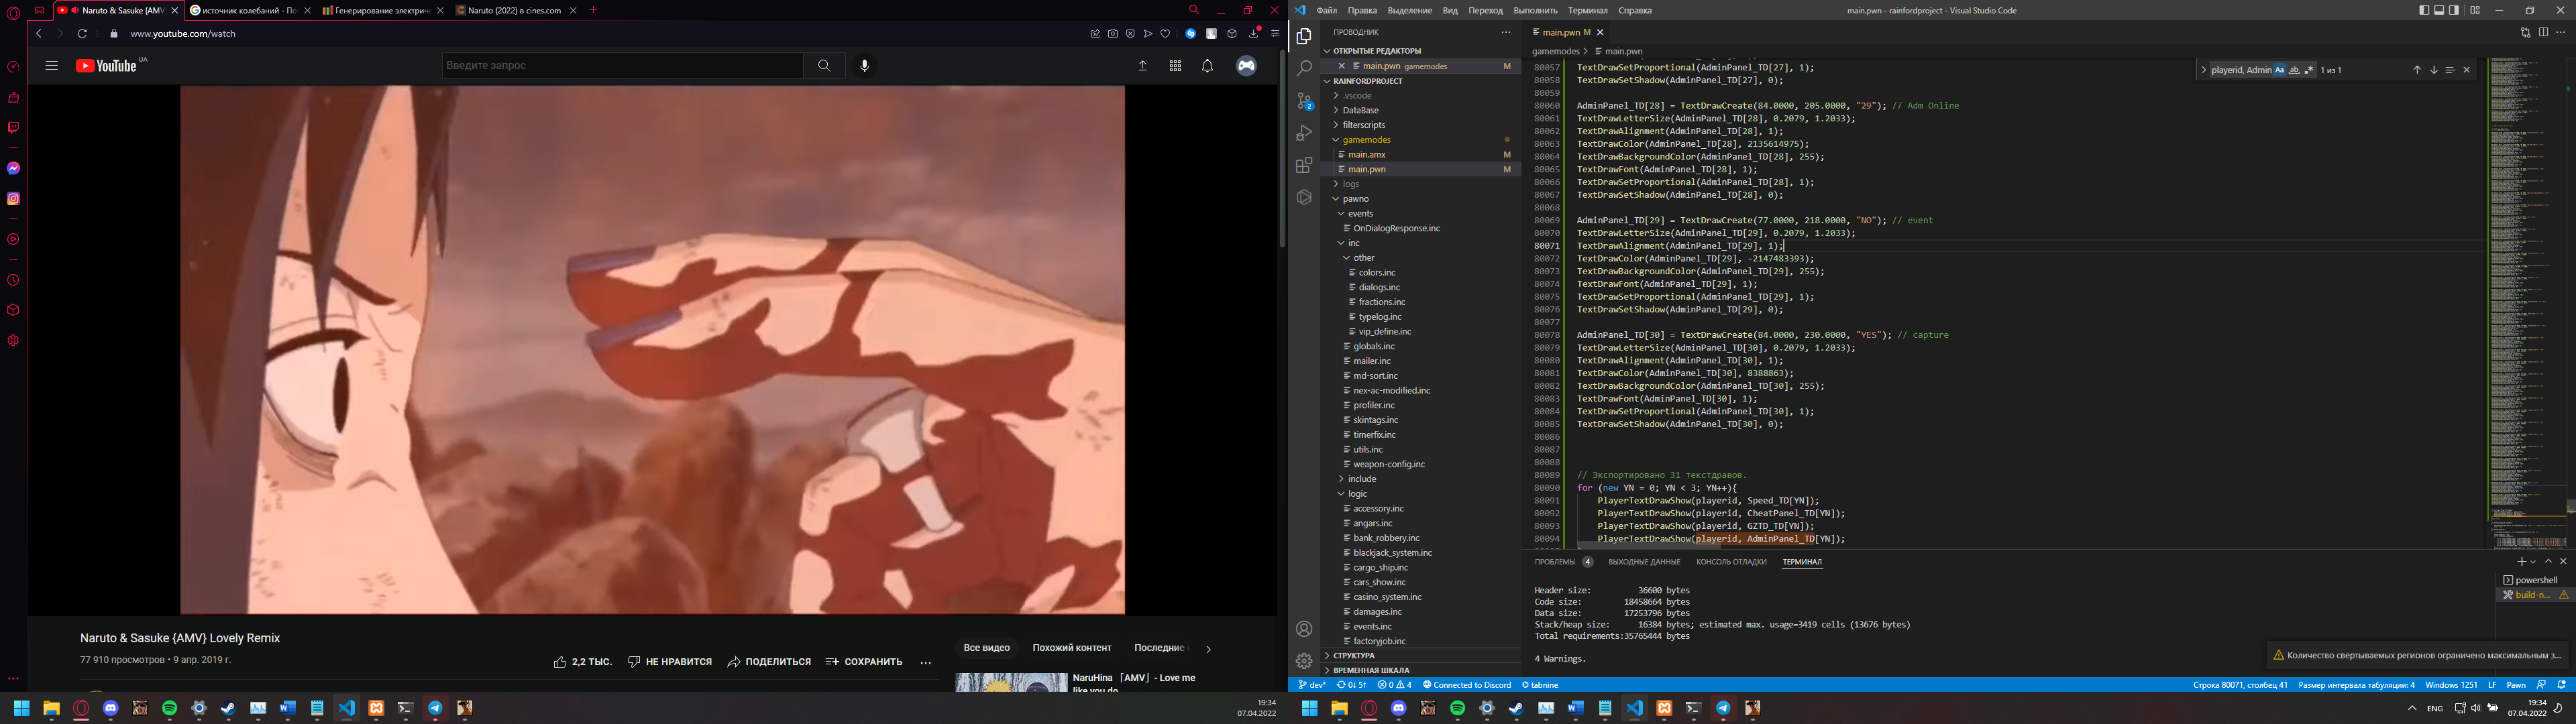 Naruto & Sasuke {AMV}
источник колебаний - По
Генерирование электриче
Naruto (2022) в cines.com
www.youtube.com/watch
YouTube UA
Введите запрос
Naruto & Sasuke {AMV} Lovely Remix
77 910 просмотров • 9 апр. 2019 г.
2,2 ТЫС.
НЕ НРАВИТСЯ
ПОДЕЛИТЬСЯ
СОХРАНИТЬ
Все видео
Похожий контент
Последние
NaruHina 「AMV」- Love me
like you do
19:34
07.04.2022
Файл Правка Выделение Вид Переход Выполнить Терминал Справка
main.pwn - rainfordproject - Visual Studio Code
ПРОВОДНИК
ОТКРЫТЫЕ РЕДАКТОРЫ
main.pwn gamemodes M
RAINFORDPROJECT
.vscode
DataBase
filterscripts
gamemodes
main.amx M
main.pwn M
logs
pawno
events
OnDialogResponse.inc
inc
other
colors.inc
dialogs.inc
fractions.inc
typelog.inc
vip_define.inc
globals.inc
mailer.inc
md-sort.inc
nex-ac-modified.inc
profiler.inc
skintags.inc
timerfix.inc
utils.inc
weapon-config.inc
include
logic
accessory.inc
angars.inc
bank_robbery.inc
blackjack_system.inc
cargo_ship.inc
cars_show.inc
casino_system.inc
damages.inc
events.inc
factoryjob.inc
СТРУКТУРА
ВРЕМЕННАЯ ШКАЛА
main.pwn M
gamemodes > main.pwn
playerid, Admin
1 из 1
80057 TextDrawSetProportional(AdminPanel_TD[27], 1);
80058 TextDrawSetShadow(AdminPanel_TD[27], 0);
80059
80060 AdminPanel_TD[28] = TextDrawCreate(84.0000, 205.0000, "29"); // Adm Online
80061 TextDrawLetterSize(AdminPanel_TD[28], 0.2079, 1.2033);
80062 TextDrawAlignment(AdminPanel_TD[28], 1);
80063 TextDrawColor(AdminPanel_TD[28], 2135614975);
80064 TextDrawBackgroundColor(AdminPanel_TD[28], 255);
80065 TextDrawFont(AdminPanel_TD[28], 1);
80066 TextDrawSetProportional(AdminPanel_TD[28], 1);
80067 TextDrawSetShadow(AdminPanel_TD[28], 0);
80068
80069 AdminPanel_TD[29] = TextDrawCreate(77.0000, 218.0000, "NO"); // event
80070 TextDrawLetterSize(AdminPanel_TD[29], 0.2079, 1.2033);
80071 TextDrawAlignment(AdminPanel_TD[29], 1);
80072 TextDrawColor(AdminPanel_TD[29], -2147483393);
80073 TextDrawBackgroundColor(AdminPanel_TD[29], 255);
80074 TextDrawFont(AdminPanel_TD[29], 1);
80075 TextDrawSetProportional(AdminPanel_TD[29], 1);
80076 TextDrawSetShadow(AdminPanel_TD[29], 0);
80077
80078 AdminPanel_TD[30] = TextDrawCreate(84.0000, 230.0000, "YES"); // capture
80079 TextDrawLetterSize(AdminPanel_TD[30], 0.2079, 1.2033);
80080 TextDrawAlignment(AdminPanel_TD[30], 1);
80081 TextDrawColor(AdminPanel_TD[30], 8388863);
80082 TextDrawBackgroundColor(AdminPanel_TD[30], 255);
80083 TextDrawFont(AdminPanel_TD[30], 1);
80084 TextDrawSetProportional(AdminPanel_TD[30], 1);
80085 TextDrawSetShadow(AdminPanel_TD[30], 0);
80086
80087
80088
80089 // Экспортировано 31 текстдравов.
80090 for (new YN = 0; YN < 3; YN++){
80091 PlayerTextDrawShow(playerid, Speed_TD[YN]);
80092 PlayerTextDrawShow(playerid, CheatPanel_TD[YN]);
80093 PlayerTextDrawShow(playerid, GZTD_TD[YN]);
80094 PlayerTextDrawShow(playerid, AdminPanel_TD[YN]);
ПРОБЛЕМЫ 4 ВЫХОДНЫЕ ДАННЫЕ КОНСОЛЬ ОТЛАДКИ ТЕРМИНАЛ
Header size: 36600 bytes
Code size: 18458664 bytes
Data size: 17253796 bytes
Stack/heap size: 16384 bytes; estimated max. usage=3419 cells (13676 bytes)
Total requirements:35765444 bytes
4 Warnings.
powershell
build-n...
Количество свертываемых регионов ограничено максимальным з...
dev* 0↓ 5↑ 0 4 Connected to Discord tabnine
Строка 80071, столбец 41 Размер интервала табуляции: 4 Windows 1251 LF Pawn
ENG
19:34
07.04.2022